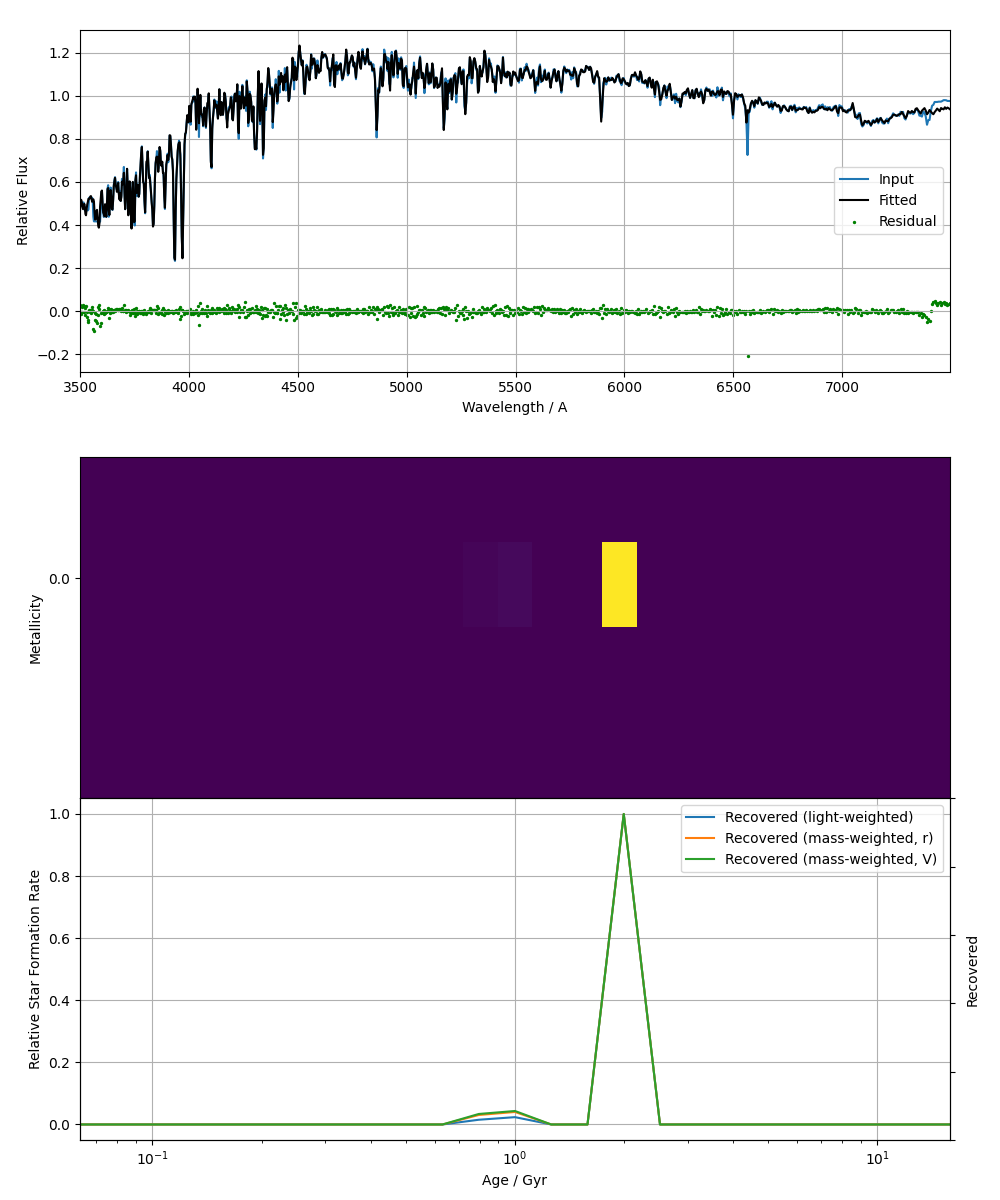 1.2
1.0
0.8
0.6
0.4
0.2
0.0
−0.2
Relative Flux
Input
Fitted
Residual
3500 4000 4500 5000 5500 6000 6500 7000
Wavelength / A
0.0
Metallicity
1.0
0.8
0.6
0.4
0.2
0.0
Relative Star Formation Rate
Recovered (light-weighted)
Recovered (mass-weighted, r)
Recovered (mass-weighted, V)
Recovered
10⁻¹ 10⁰ 10¹
Age / Gyr